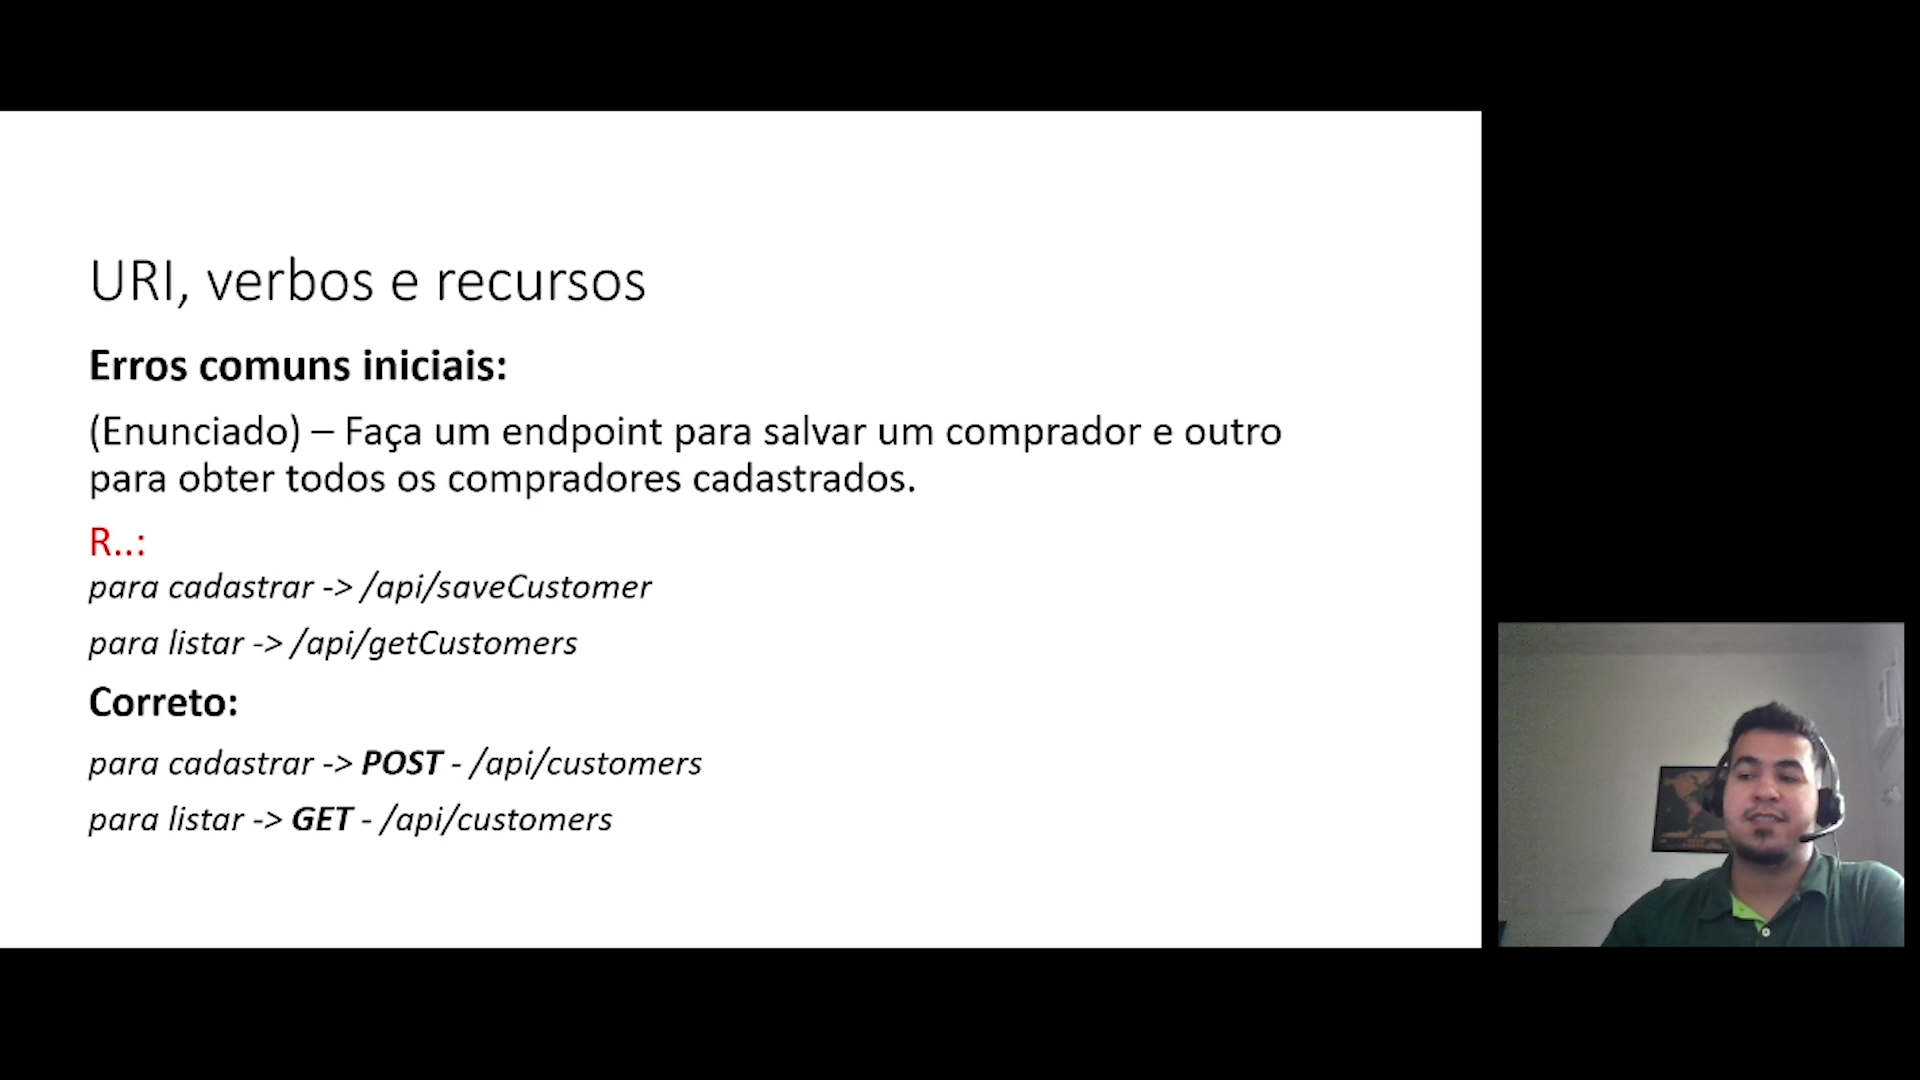 URI, verbos e recursos
Erros comuns iniciais:
(Enunciado) – Faça um endpoint para salvar um comprador e outro
para obter todos os compradores cadastrados.
R..:
para cadastrar -> /api/saveCustomer
para listar -> /api/getCustomers
Correto:
para cadastrar -> POST - /api/customers
para listar -> GET - /api/customers